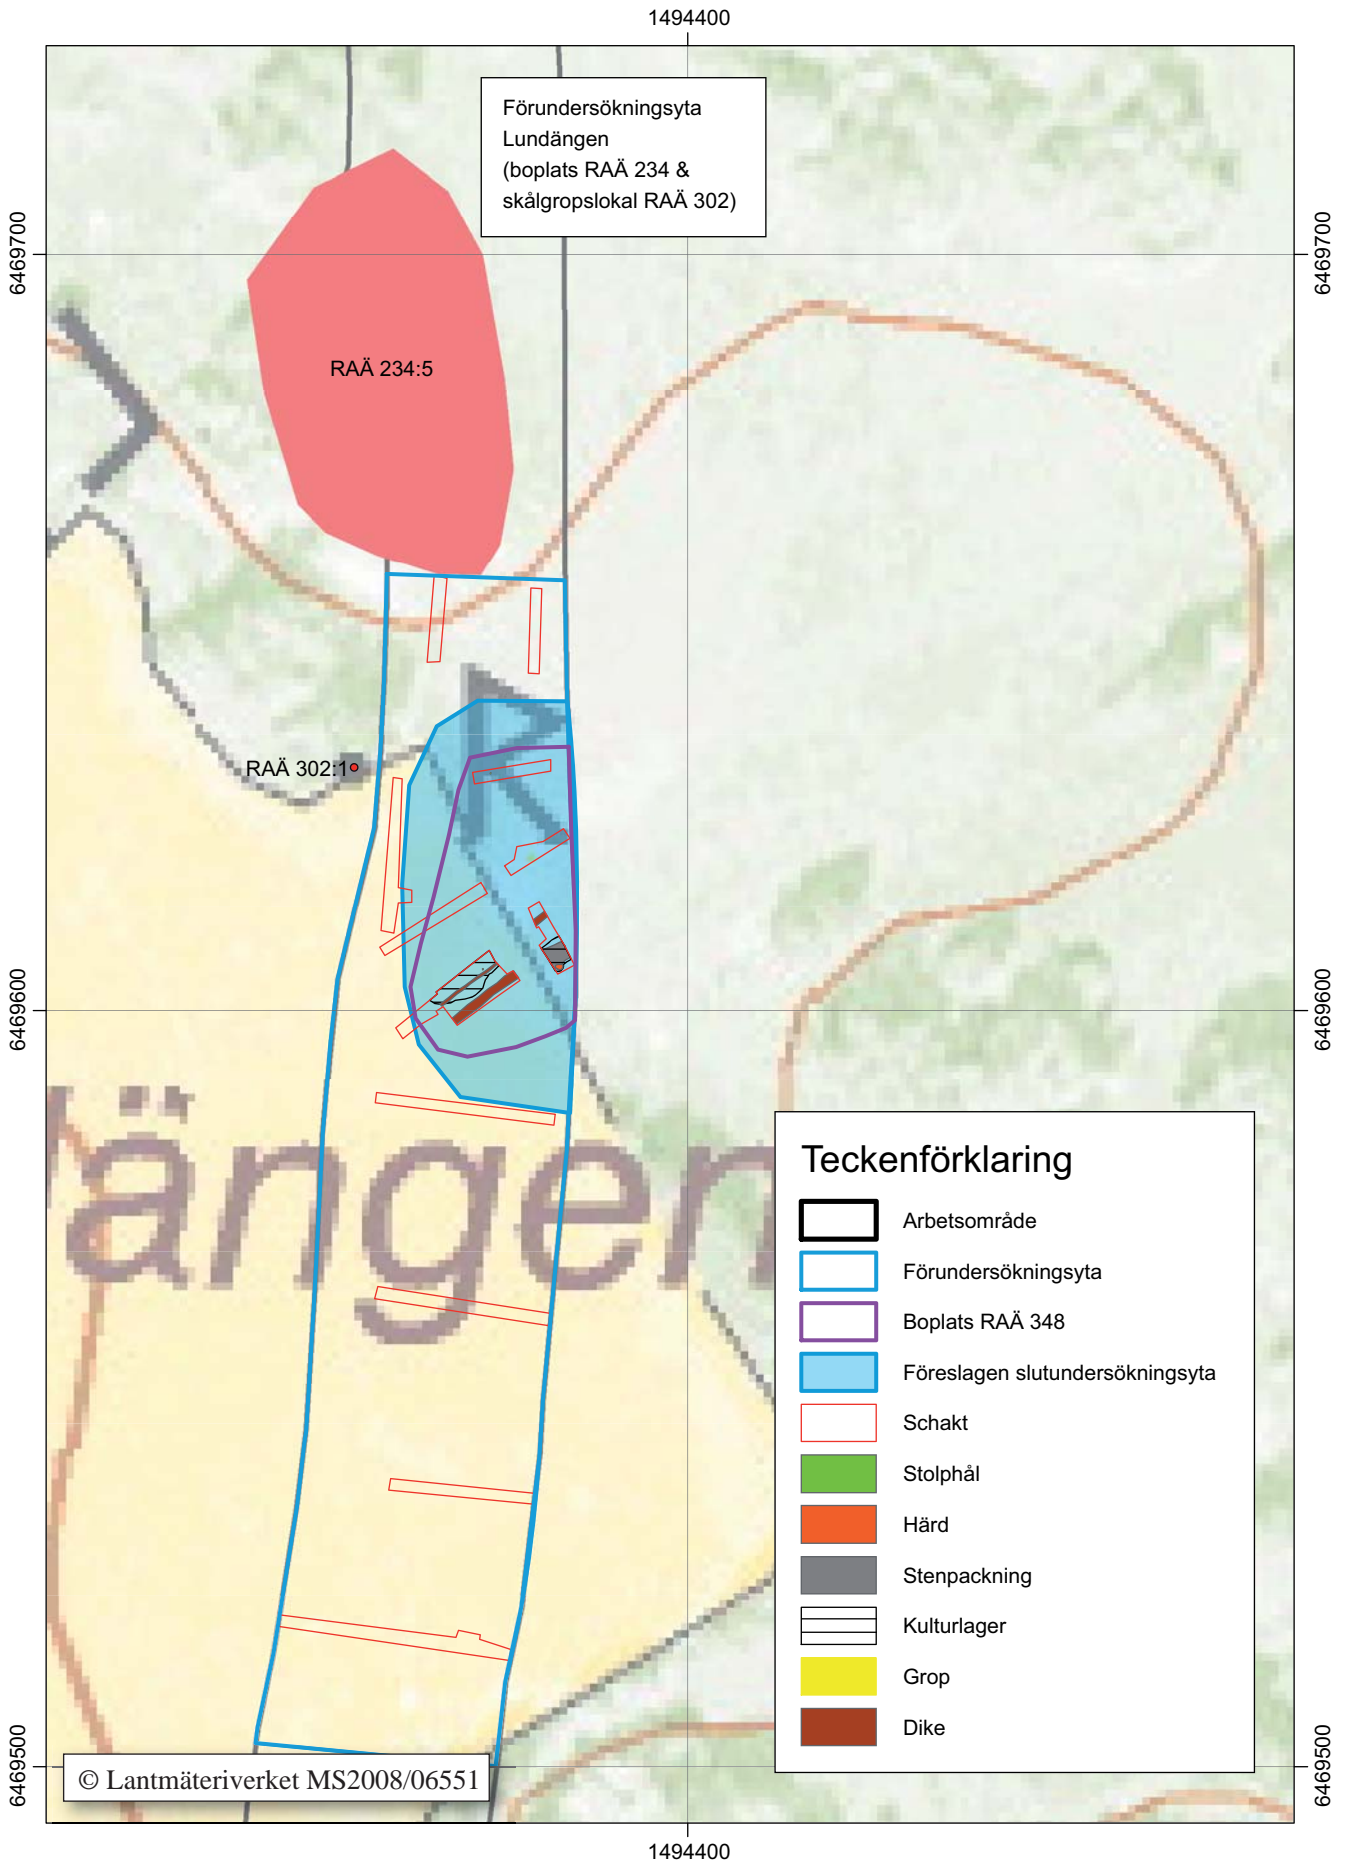 1494400
Förundersökningsyta
Lundängen
(boplats RAÄ 234 &
skålgropslokal RAÄ 302)
6469700
6469700
RAÄ 234:5
RAÄ 302:1
6469600
6469600
ängen
Teckenförklaring
Arbetsområde
Förundersökningsyta
Boplats RAÄ 348
Föreslagen slutundersökningsyta
Schakt
Stolphål
Härd
Stenpackning
Kulturlager
Grop
Dike
6469500
6469500
© Lantmäteriverket MS2008/06551
1494400